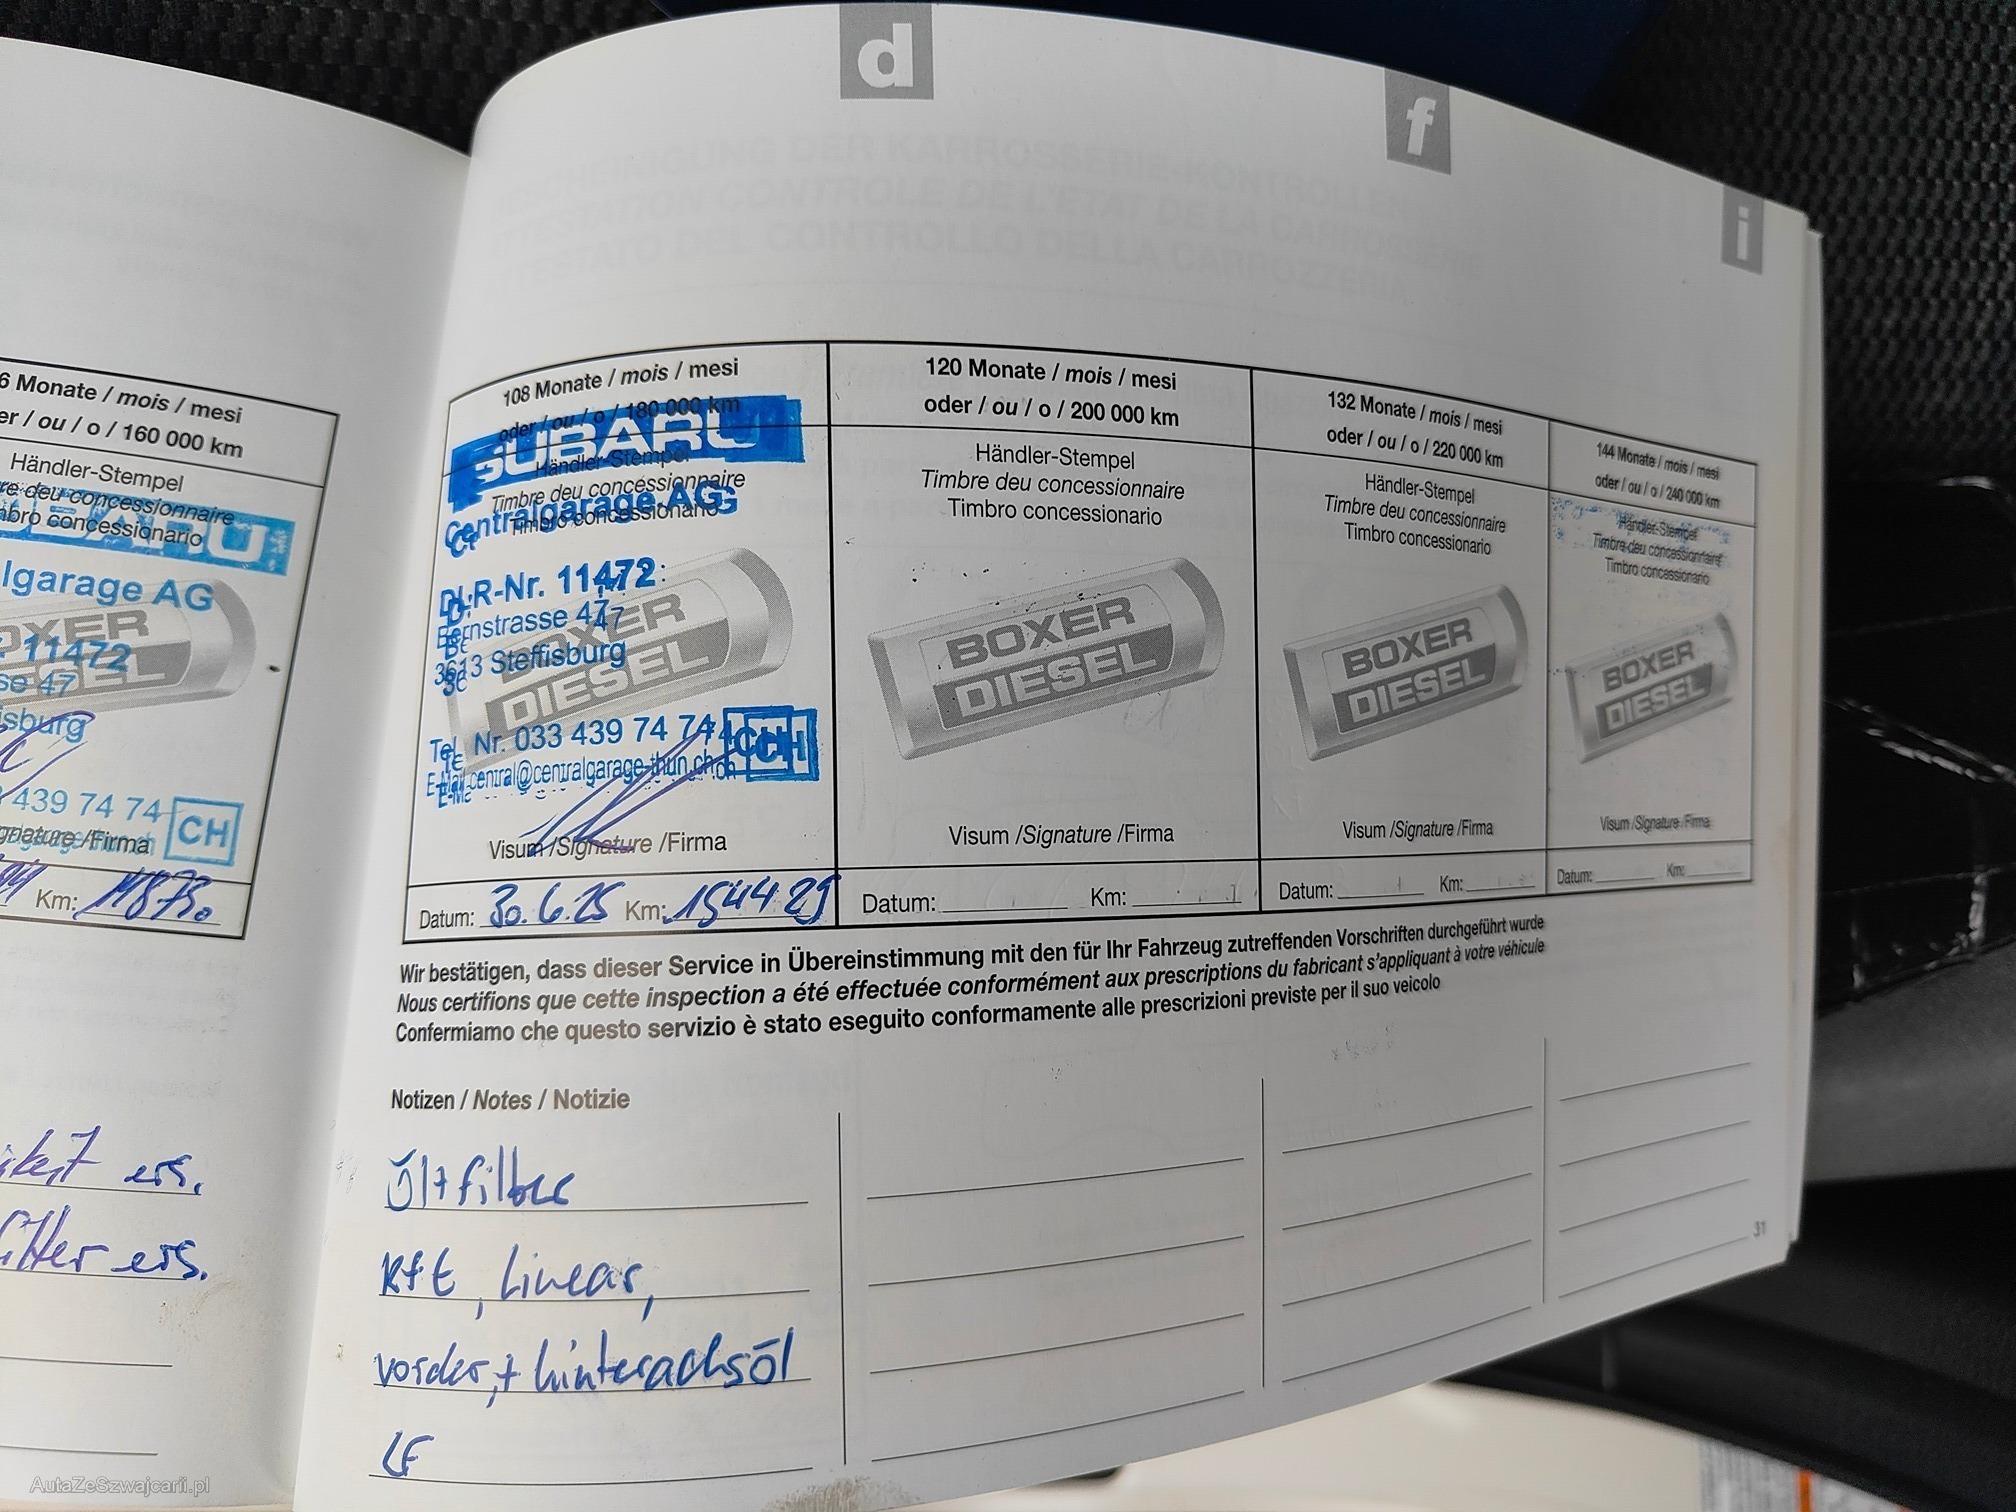 d
f
i
6 Monate / mois / mesi
er / ou / o / 160 000 km
Händler-Stempel
re deu concessionnaire
mbro concessionario
lgarage AG
11472
se 47
isburg
439 74 74
CH
gnature /Firma
Km:
ers.
filter ers.
108 Monate / mois / mesi
oder / ou / o / 180 000 km
SUBARU
Händler-Stempel
Timbre deu concessionnaire
Timbro concessionario
Centralgarage AG
DLR-Nr. 11472
Bernstrasse 47
3613 Steffisburg
BOXER
DIESEL
Tel. Nr. 033 439 74 74
CH
E-Mail central@centralgarage-thun.ch
Visum /Signature /Firma
Datum: 30.6.25 Km: 154429
120 Monate / mois / mesi
oder / ou / o / 200 000 km
Händler-Stempel
Timbre deu concessionnaire
Timbro concessionario
BOXER
DIESEL
Visum /Signature /Firma
Datum: Km:
132 Monate / mois / mesi
oder / ou / o / 220 000 km
Händler-Stempel
Timbre deu concessionnaire
Timbro concessionario
BOXER
DIESEL
Visum /Signature /Firma
Datum: Km:
144 Monate / mois / mesi
oder / ou / o / 240 000 km
Händler-Stempel
Timbre deu concessionnaire
Timbro concessionario
BOXER
DIESEL
Visum /Signature /Firma
Datum: Km:
Wir bestätigen, dass dieser Service in Übereinstimmung mit den für Ihr Fahrzeug zutreffenden Vorschriften durchgeführt wurde
Nous certifions que cette inspection a été effectuée conformément aux prescriptions du fabricant s'appliquant à votre véhicule
Confermiamo che questo servizio è stato eseguito conformamente alle prescrizioni previste per il suo veicolo
Notizen / Notes / Notizie
Öl+filter
Kft, Linear,
vorder,+ hinterachsöl
LF
31
AutaZeSzwajcarii.pl